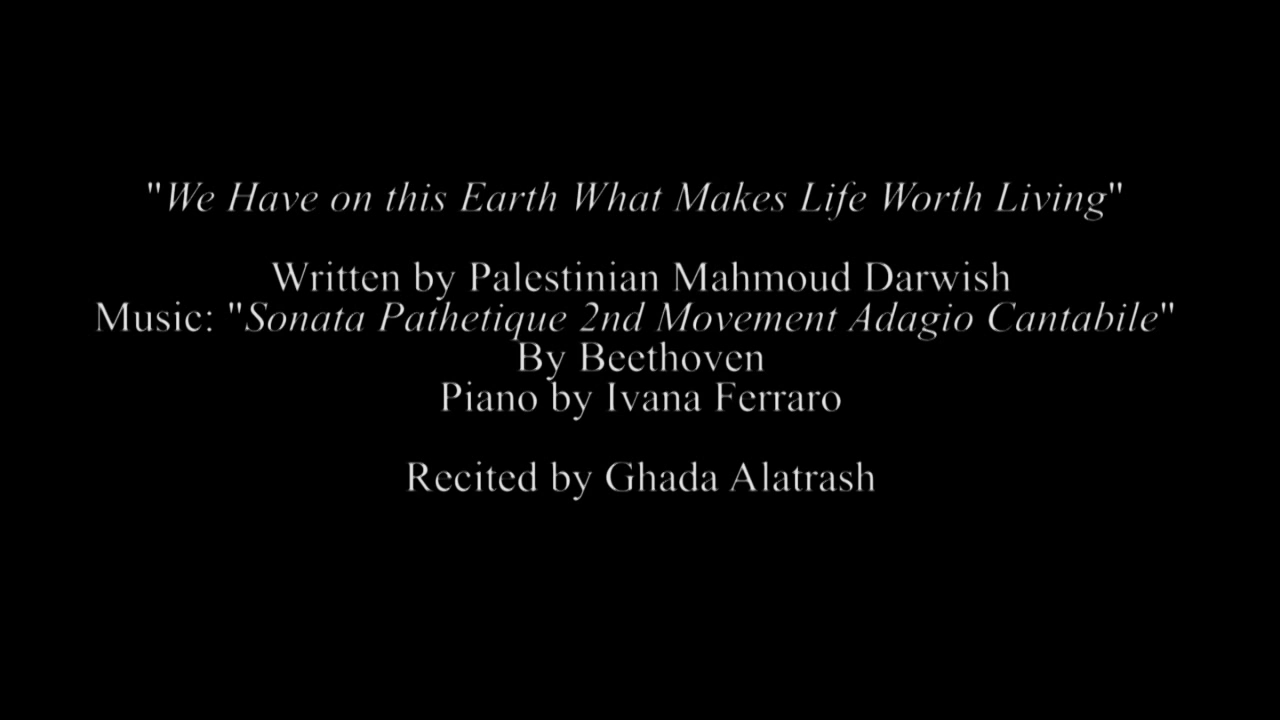 "We Have on this Earth What Makes Life Worth Living"
Written by Palestinian Mahmoud Darwish
Music: "Sonata Pathetique 2nd Movement Adagio Cantabile"
By Beethoven
Piano by Ivana Ferraro
Recited by Ghada Alatrash